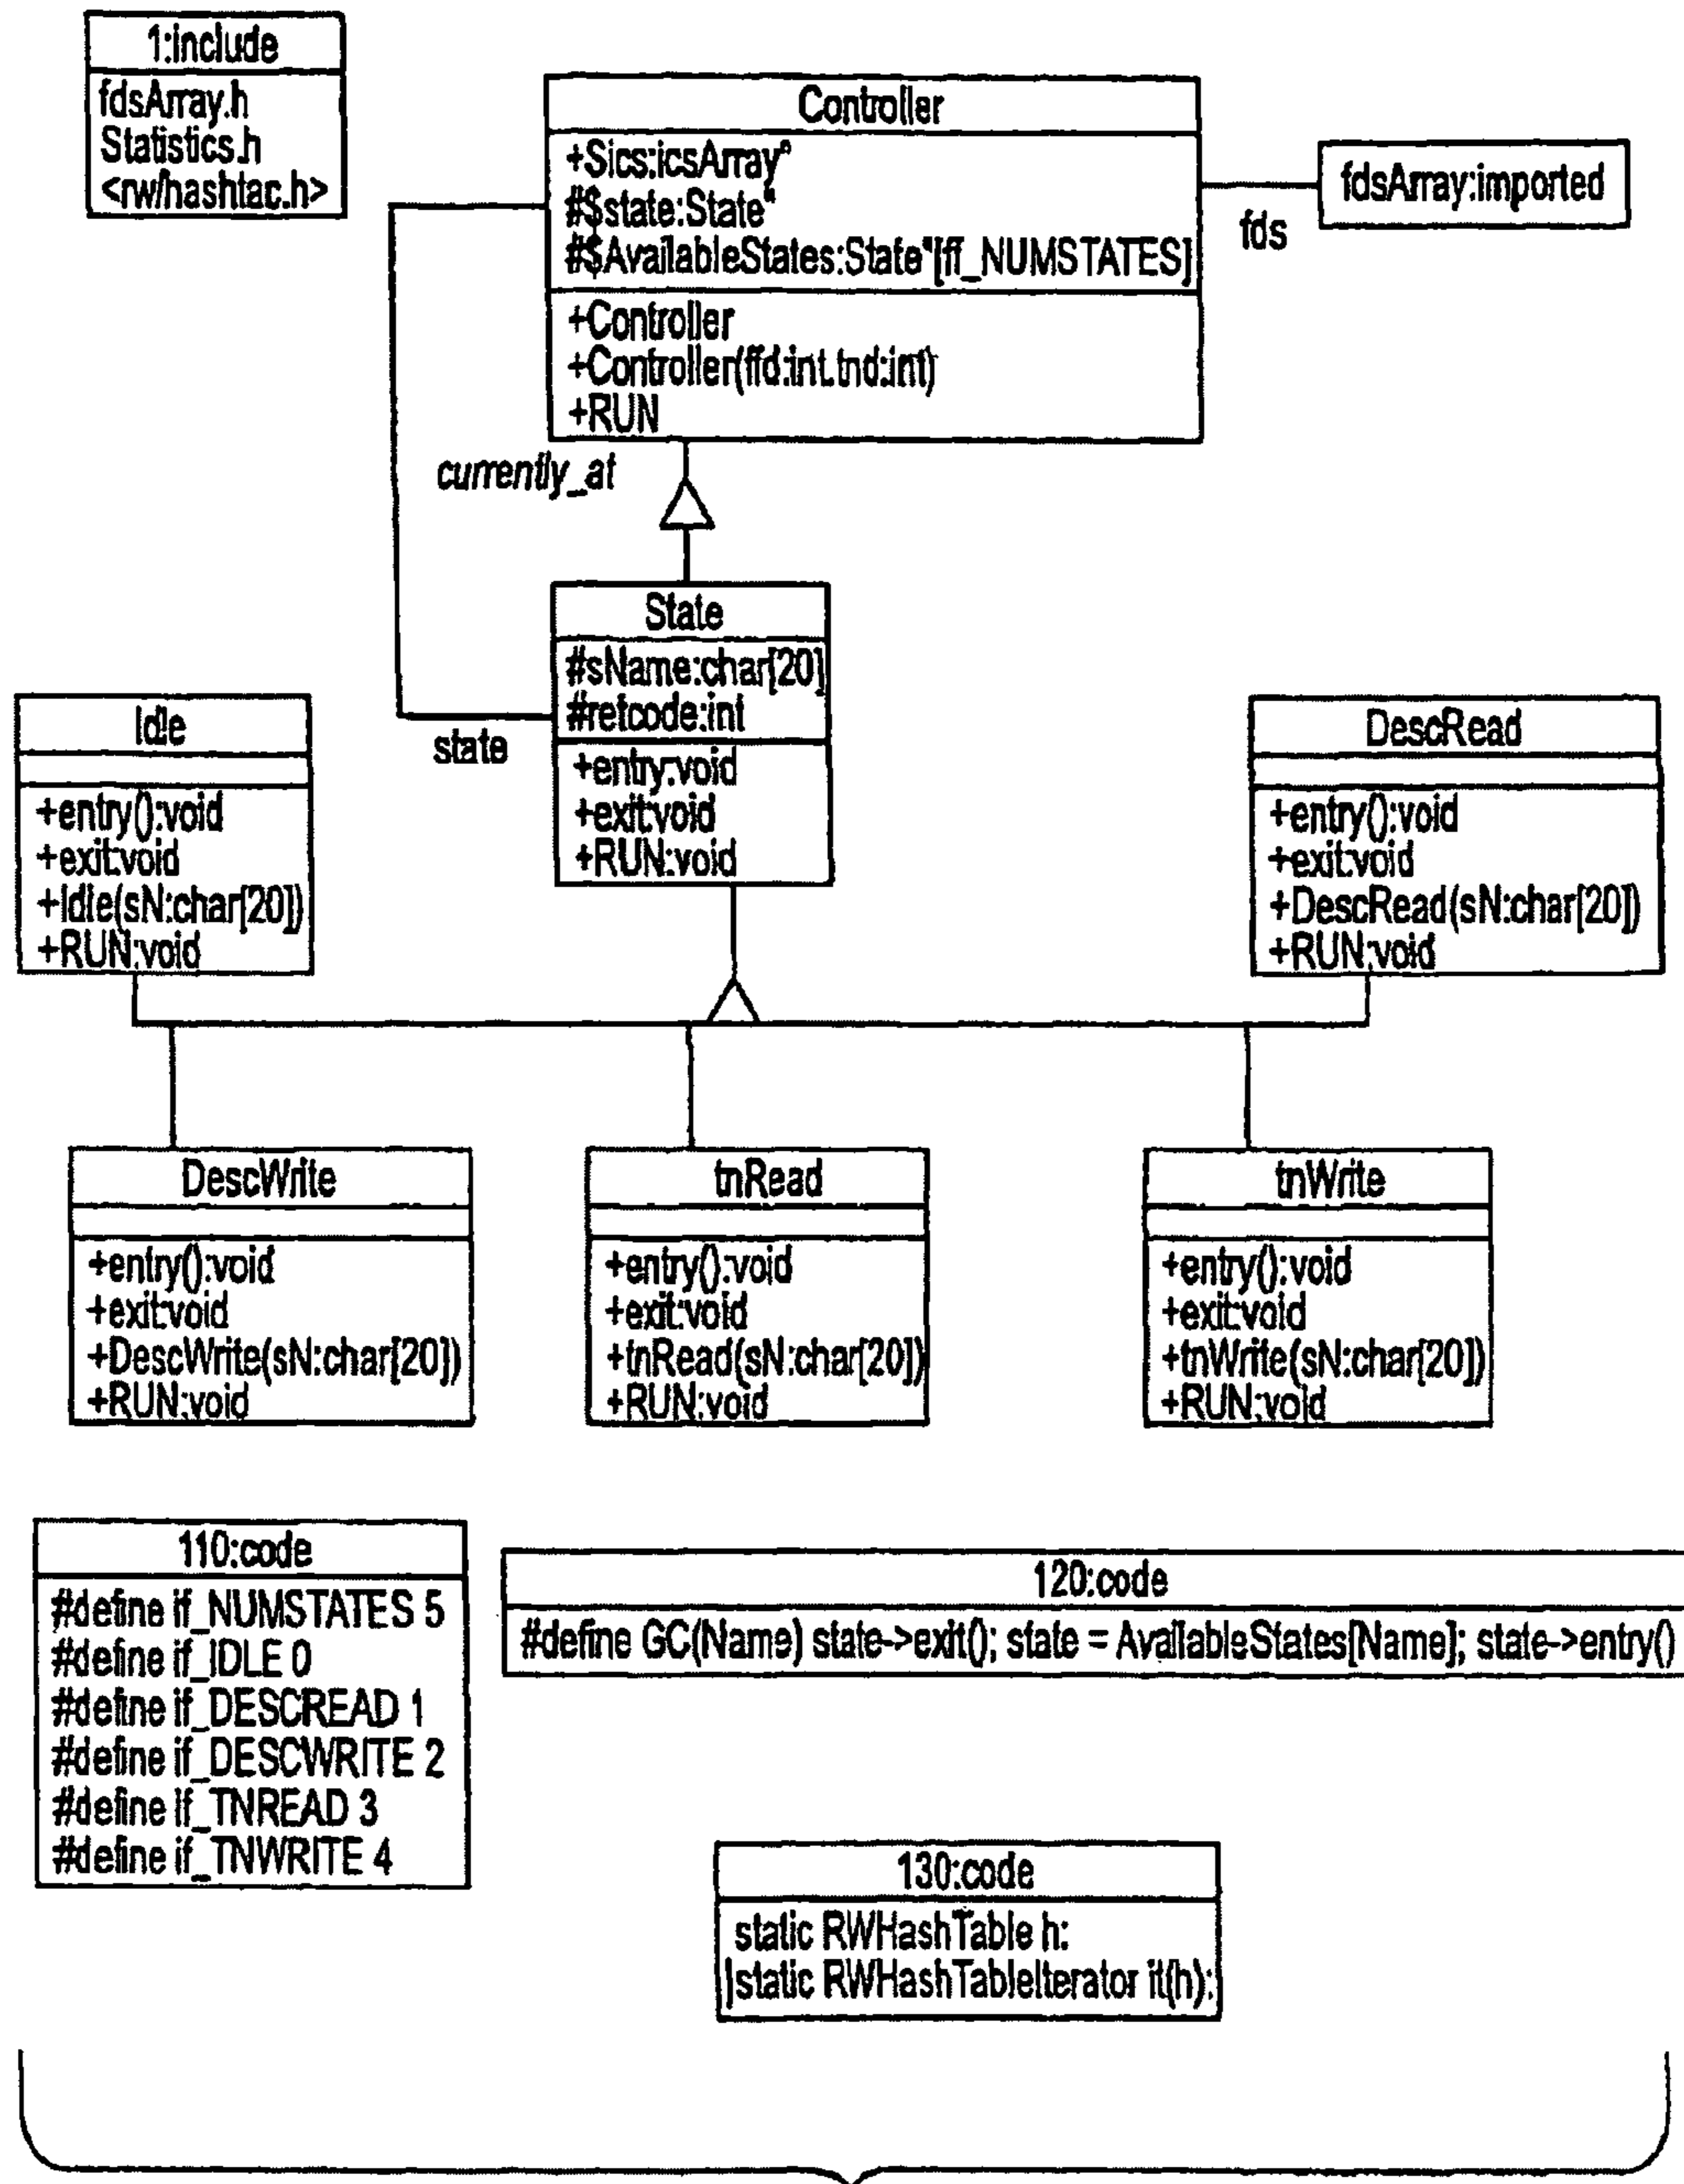 1:include
fdsArray.h
Statistics.h
<rw/hashtac.h>
Controller
+Sics:icsArray*
#$state:State*
#$AvailableStates:State*[ff_NUMSTATES]
+Controller
+Controller(ffd:int.tnd:int)
+RUN
fdsArray:imported
fds
currently_at
State
#sName:char[20]
#retcode:int
+entry:void
+exit:void
+RUN:void
state
Idle
+entry():void
+exit:void
+Idle(sN:char[20])
+RUN:void
DescRead
+entry():void
+exit:void
+DescRead(sN:char[20])
+RUN:void
DescWrite
+entry():void
+exit:void
+DescWrite(sN:char[20])
+RUN:void
tnRead
+entry():void
+exit:void
+tnRead(sN:char[20])
+RUN:void
tnWrite
+entry():void
+exit:void
+tnWrite(sN:char[20])
+RUN:void
110:code
#define if_NUMSTATES 5
#define if_IDLE 0
#define if_DESCREAD 1
#define if_DESCWRITE 2
#define if_TNREAD 3
#define if_TNWRITE 4
120:code
#define GC(Name) state->exit(); state = AvailableStates[Name]; state->entry()
130:code
static RWHashTable h:
static RWHashTableIterator it(h):